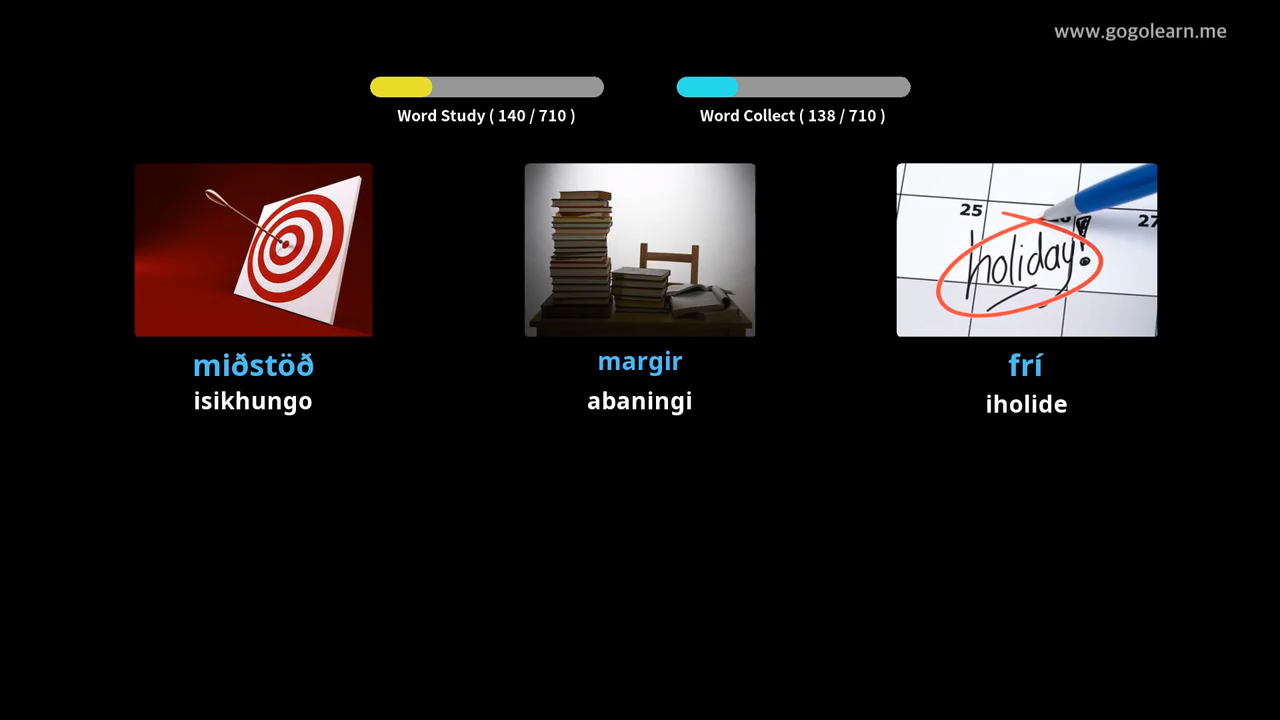 www.gogolearn.me
Word Study ( 140 / 710 )
Word Collect ( 138 / 710 )
25
27
holiday!
miðstöð
margir
frí
isikhungo
abaningi
iholide